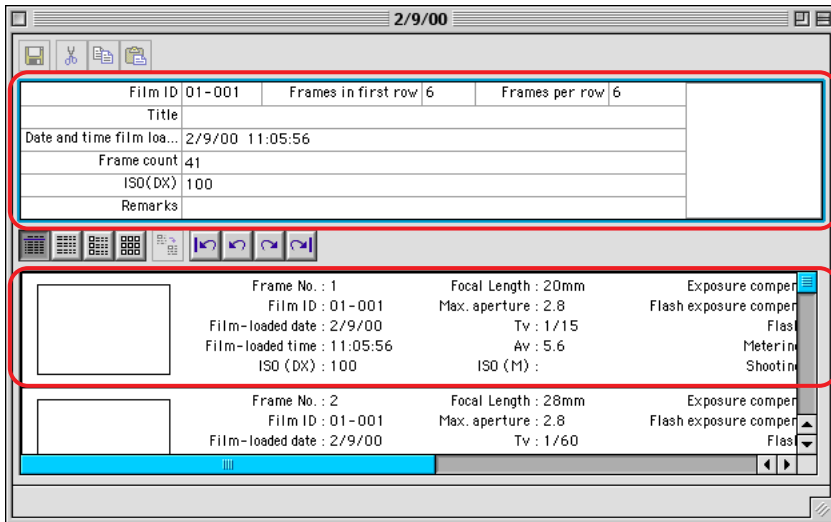 2/9/00
Film ID 01-001 Frames in first row 6 Frames per row 6
Title
Date and time film loa... 2/9/00 11:05:56
Frame count 41
ISO(DX) 100
Remarks
Frame No. : 1 Focal Length : 20mm Exposure comper
Film ID : 01-001 Max. aperture : 2.8 Flash exposure comper
Film-loaded date : 2/9/00 Tv : 1/15 Flas
Film-loaded time : 11:05:56 Av : 5.6 Meterin
ISO (DX) : 100 ISO (M) : Shootin
Frame No. : 2 Focal Length : 28mm Exposure comper
Film ID : 01-001 Max. aperture : 2.8 Flash exposure comper
Film-loaded date : 2/9/00 Tv : 1/60 Flas